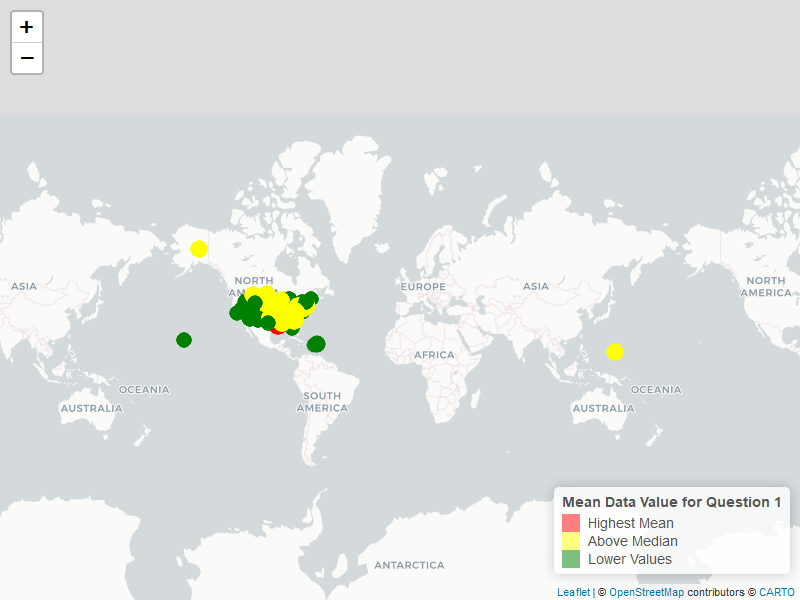 +
−
NORTH
AM
ASIA
EUROPE
ASIA
NORTH
AMERICA
AFRICA
OCEANIA
AUSTRALIA
SOUTH
AMERICA
OCEANIA
AUSTRALIA
ANTARCTICA
Mean Data Value for Question 1
Highest Mean
Above Median
Lower Values
Leaflet | © OpenStreetMap contributors © CARTO